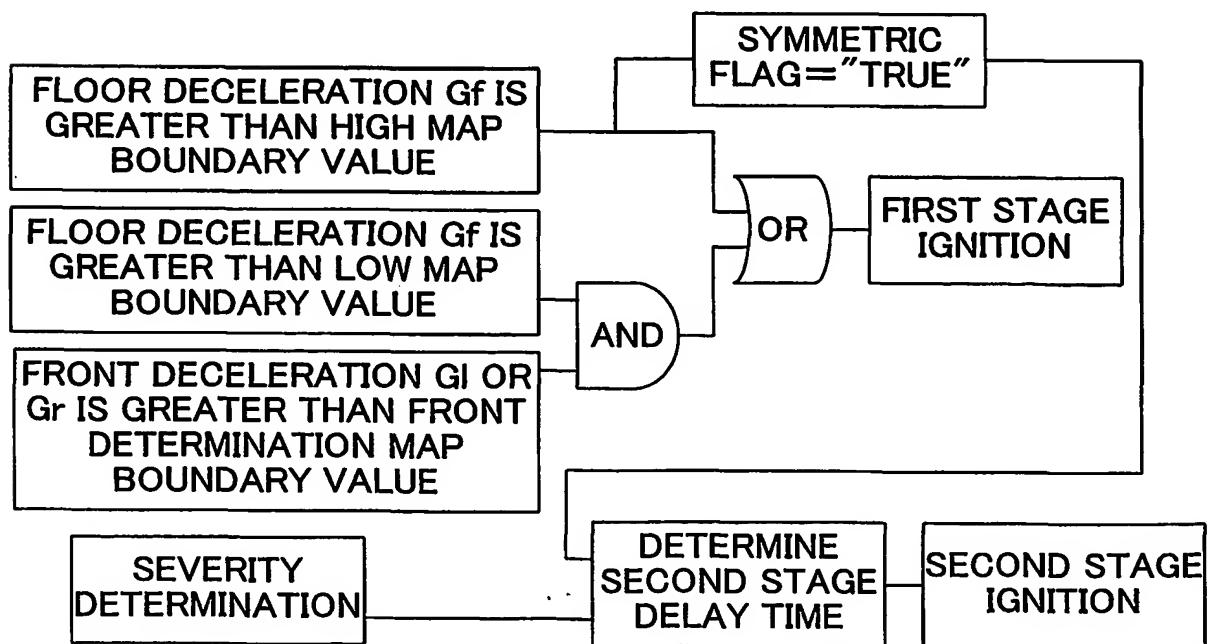 SYMMETRIC
FLAG="TRUE"
FLOOR DECELERATION Gf IS
GREATER THAN HIGH MAP
BOUNDARY VALUE
FLOOR DECELERATION Gf IS
GREATER THAN LOW MAP
BOUNDARY VALUE
OR
FIRST STAGE
IGNITION
AND
FRONT DECELERATION Gl OR
Gr IS GREATER THAN FRONT
DETERMINATION MAP
BOUNDARY VALUE
SEVERITY
DETERMINATION
DETERMINE
SECOND STAGE
DELAY TIME
SECOND STAGE
IGNITION